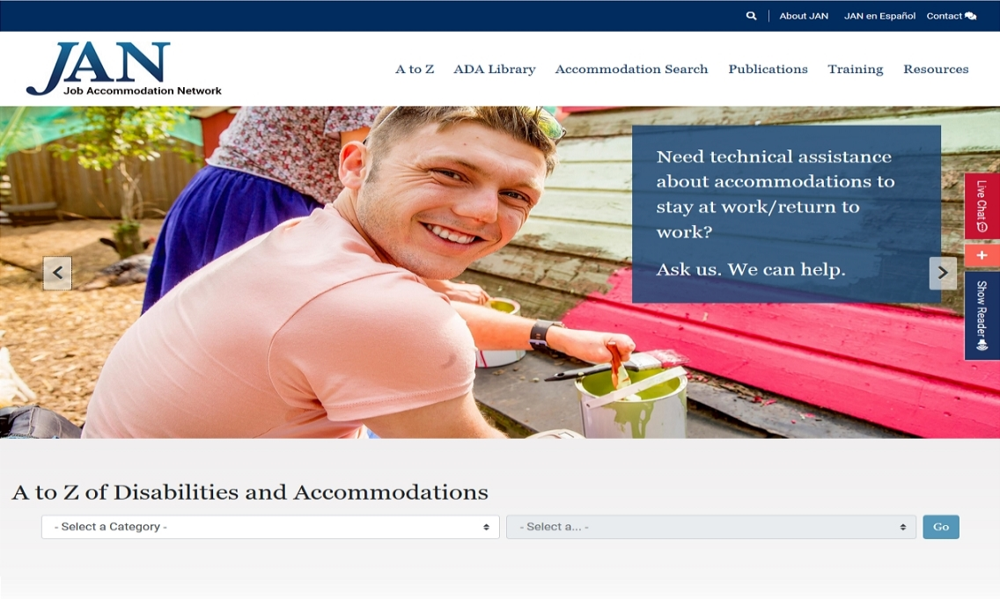 About JAN JAN en Español Contact
JAN
Job Accommodation Network
A to Z ADA Library Accommodation Search Publications Training Resources
Need technical assistance
about accommodations to
stay at work/return to
work?
Ask us. We can help.
Live Chat
Show Reader
A to Z of Disabilities and Accommodations
- Select a Category - - Select a... - Go